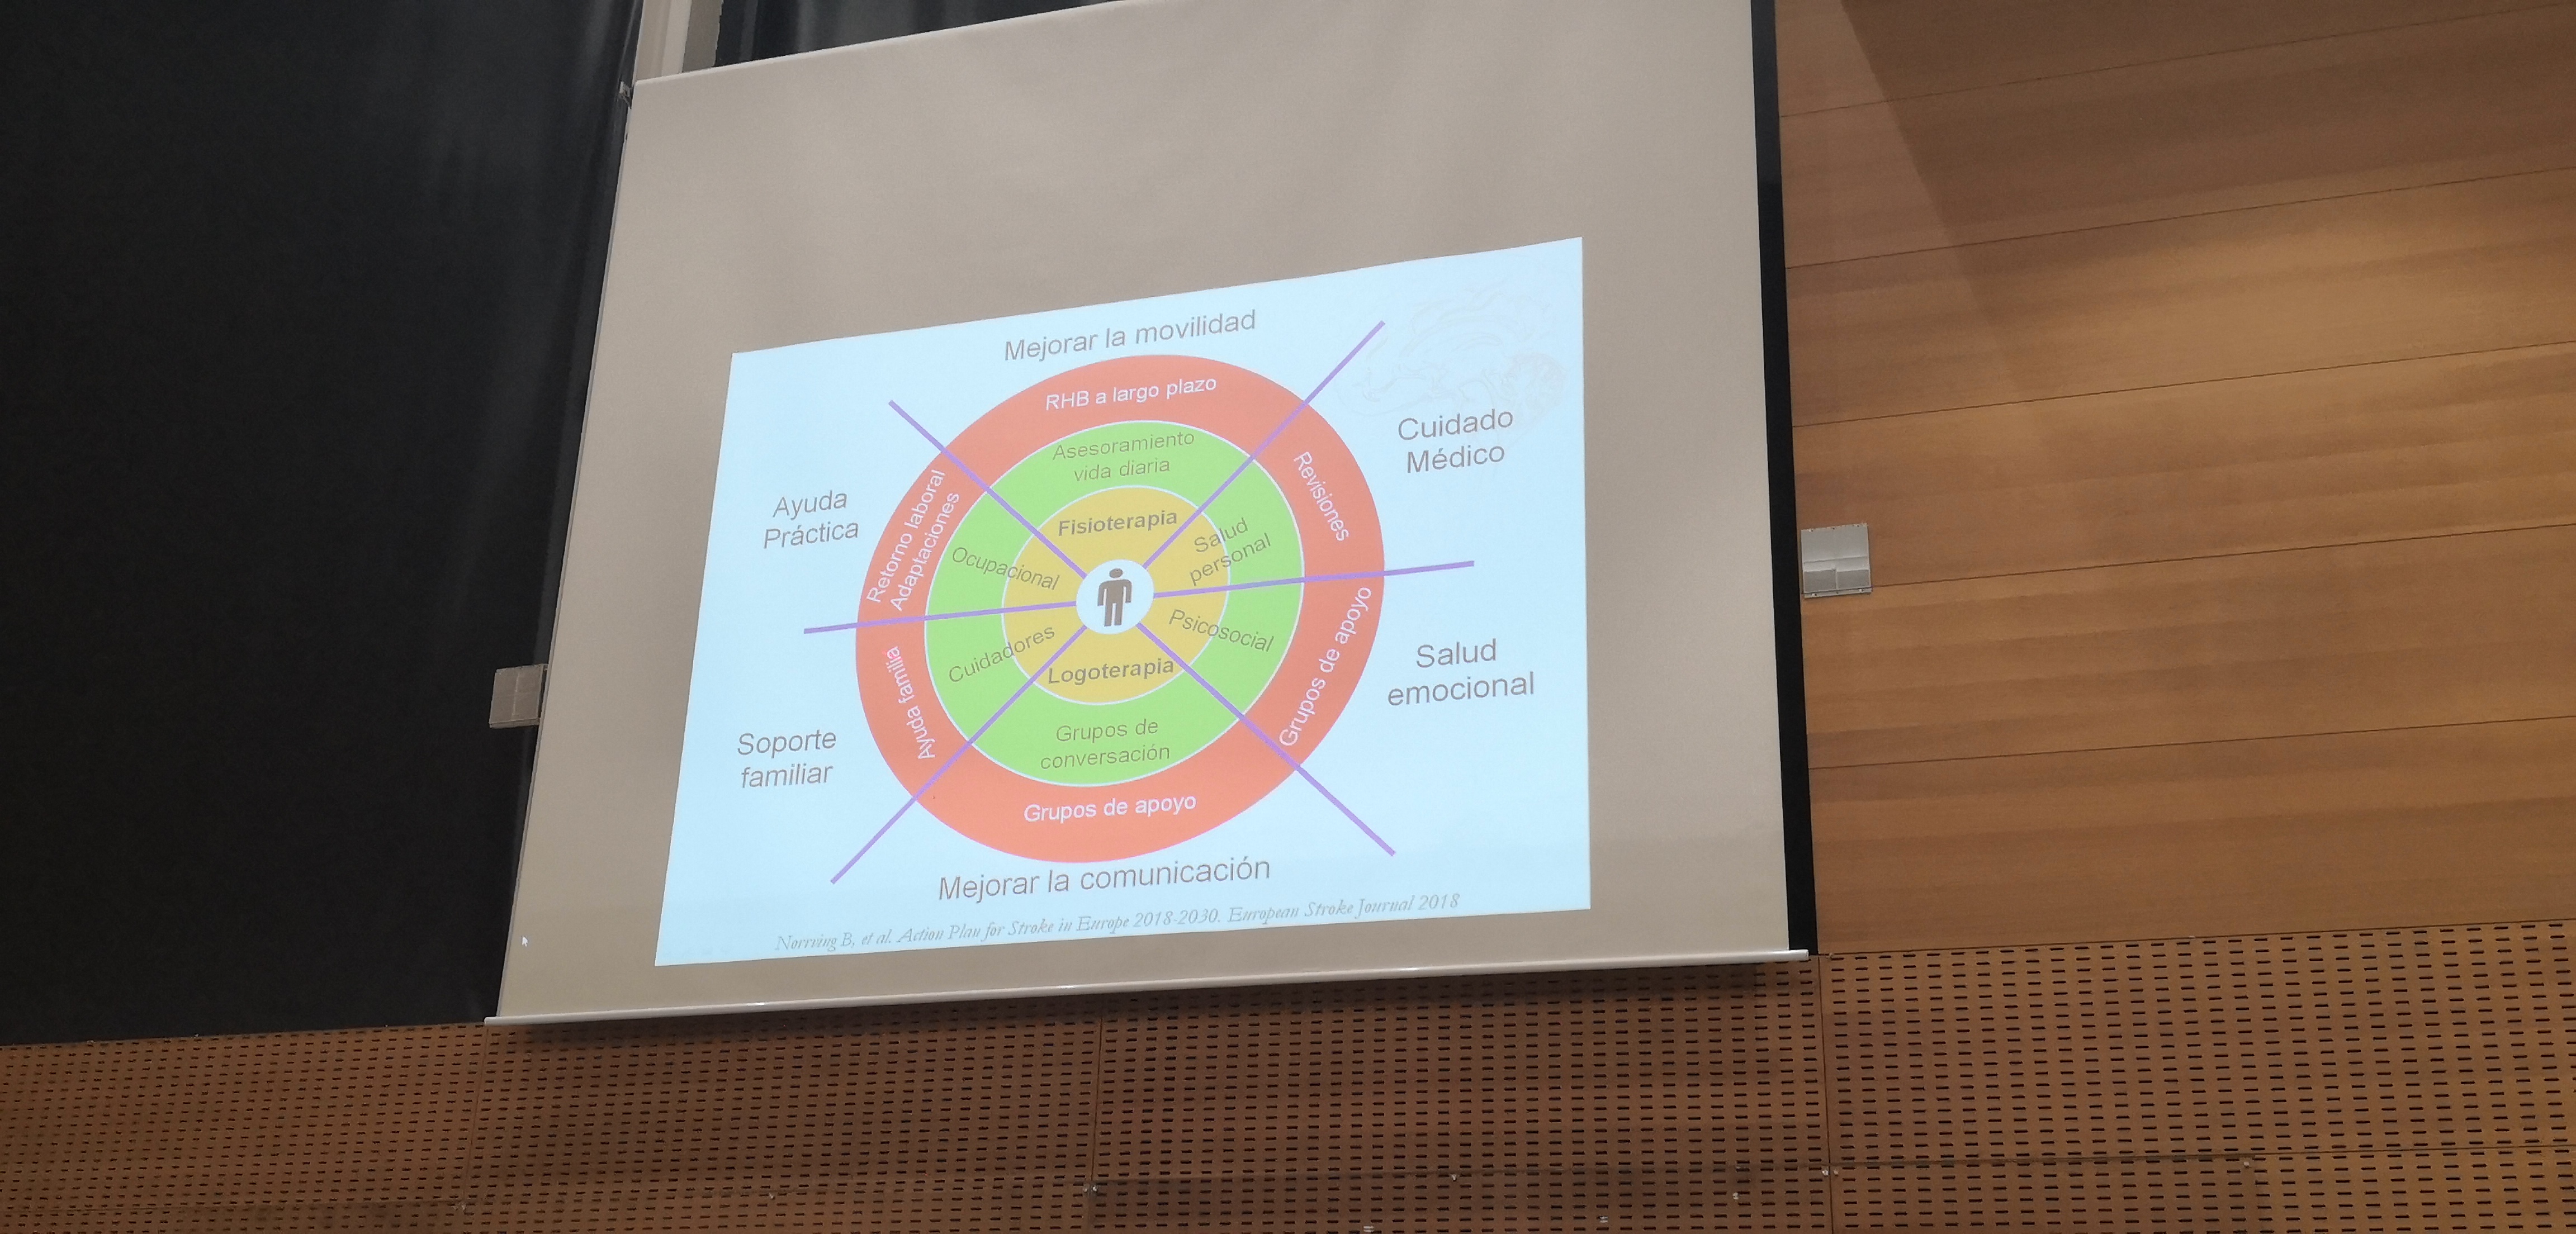 Mejorar la movilidad
RHB a largo plazo
Asesoramiento
vida diaria
Fisioterapia
Cuidado
Médico
Revisiones
Salud
personal
Ayuda
Práctica
Retorno laboral
Adaptaciones
Ocupacional
Psicosocial
Grupos de apoyo
Salud
emocional
Cuidadores
Ayuda familia
Soporte
familiar
Logoterapia
Grupos de
conversación
Grupos de apoyo
Mejorar la comunicación
Norrving B, et al. Action Plan for Stroke in Europe 2018-2030. European Stroke Journal 2018